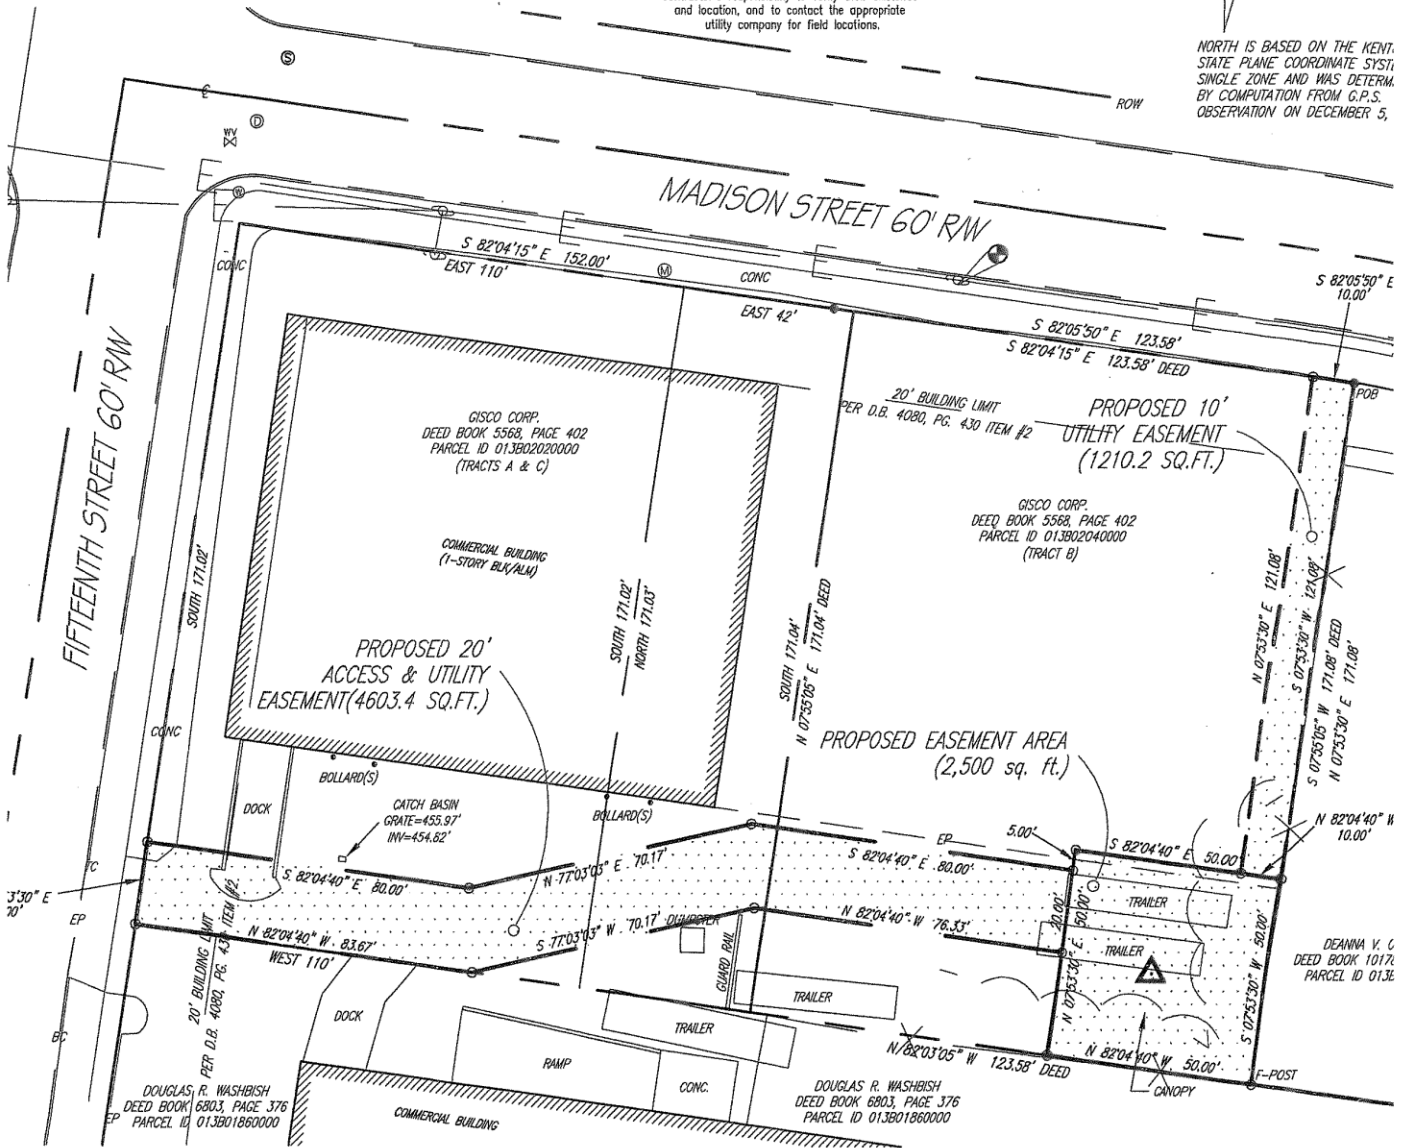 and location, and to contact the appropriate
utility company for field locations.
NORTH IS BASED ON THE
STATE PLANE COORDINATE
SINGLE ZONE AND WAS
BY COMPUTATION FROM G.P.S.
OBSERVATION ON DECEMBER 5,
ROW
S
D
WV
W
MADISON STREET 60' R/W
FIFTEENTH STREET 60' R/W
CONC
S 82°04'15" E 152.00'
EAST 110'
M
CONC
EAST 42'
S 82°05'50" E 123.58'
S 82°04'15" E 123.58' DEED
S 82°05'50" E
10.00'
POB
20' BUILDING LIMIT
PER D.B. 4080, PG. 430 ITEM #2
PROPOSED 10'
UTILITY EASEMENT
(1210.2 SQ.FT.)
GISCO CORP.
DEED BOOK 5568, PAGE 402
PARCEL ID 013B02020000
(TRACTS A & C)
COMMERCIAL BUILDING
(1-STORY BLK/ALM)
GISCO CORP.
DEED BOOK 5568, PAGE 402
PARCEL ID 013B02040000
(TRACT B)
SOUTH 171.02'
SOUTH 171.02'
NORTH 171.03'
SOUTH 171.04'
N 07°55'05" E 171.04' DEED
N 07°53'30" E 121.08'
S 07°53'30" W 121.08'
S 07°55'05" W 171.08' DEED
N 07°53'30" E 171.08'
PROPOSED 20'
ACCESS & UTILITY
EASEMENT(4603.4 SQ.FT.)
PROPOSED EASEMENT AREA
(2,500 sq. ft.)
CONC
BOLLARD(S)
DOCK
CATCH BASIN
GRATE=455.97'
INV=454.82'
BOLLARD(S)
EP
5.00'
S 82°04'40" E 50.00'
N 82°04'40" W
10.00'
S 82°04'40" E 80.00'
N 77°03'03" E 70.17'
S 82°04'40" E 80.00'
S 77°03'03" W 70.17'
DUMPSTER
N 82°04'40" W 76.33'
20.00'
N 07°53'30" E 50.00'
TRAILER
TRAILER
S 07°53'30" W 50.00'
EP
N 82°04'40" W 83.67'
WEST 110'
20' BUILDING LIMIT
PER D.B. 4080, PG. 430 ITEM #2
GUARD RAIL
TRAILER
TRAILER
DOCK
RAMP
CONC.
BC
EP
N 82°03'05" W 123.58' DEED
N 82°04'40" W 50.00'
F-POST
CANOPY
DEANNA V.
DEED BOOK
PARCEL ID
DOUGLAS R. WASHBISH
DEED BOOK 6803, PAGE 376
PARCEL ID 013B01860000
COMMERCIAL BUILDING
DOUGLAS R. WASHBISH
DEED BOOK 6803, PAGE 376
PARCEL ID 013B01860000